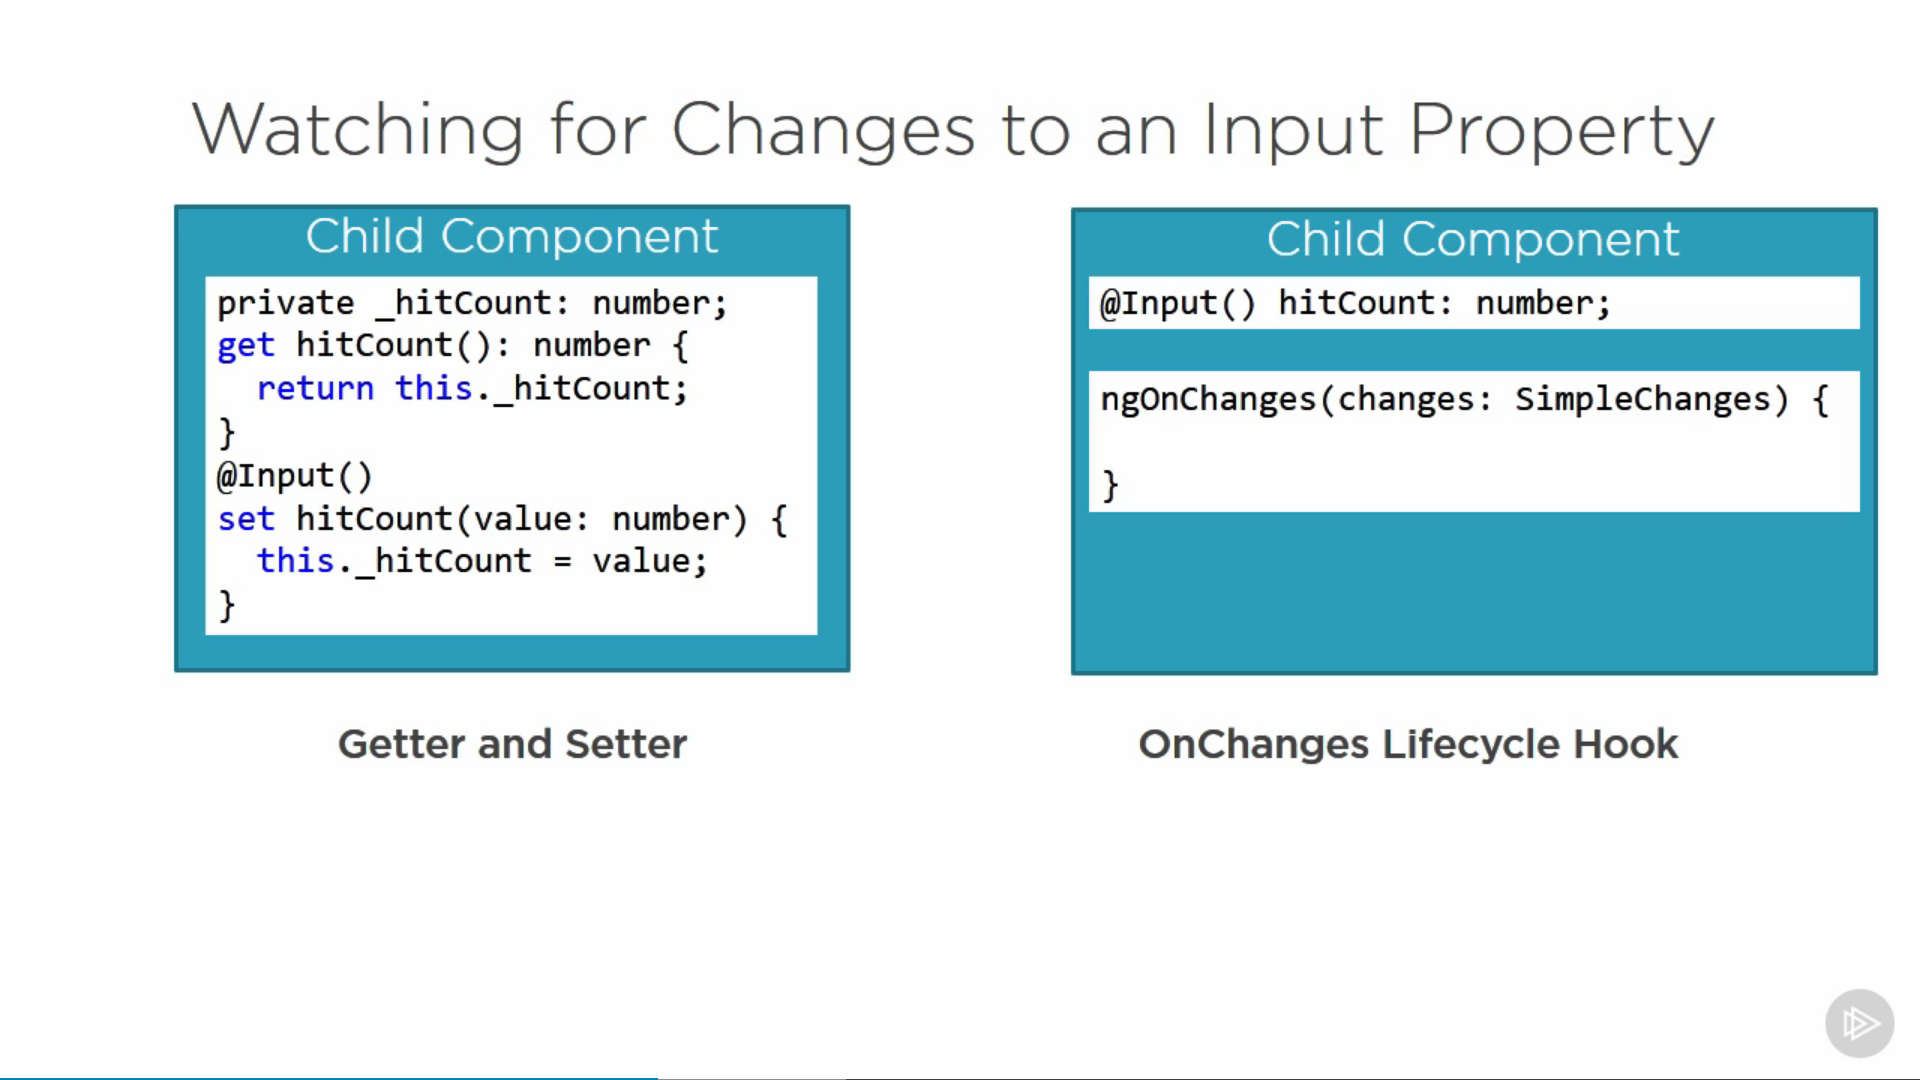 Watching for Changes to an Input Property
Child Component
private _hitCount: number;
get hitCount(): number {
  return this._hitCount;
}
@Input()
set hitCount(value: number) {
  this._hitCount = value;
}
Getter and Setter
Child Component
@Input() hitCount: number;
ngOnChanges(changes: SimpleChanges) {
}
OnChanges Lifecycle Hook